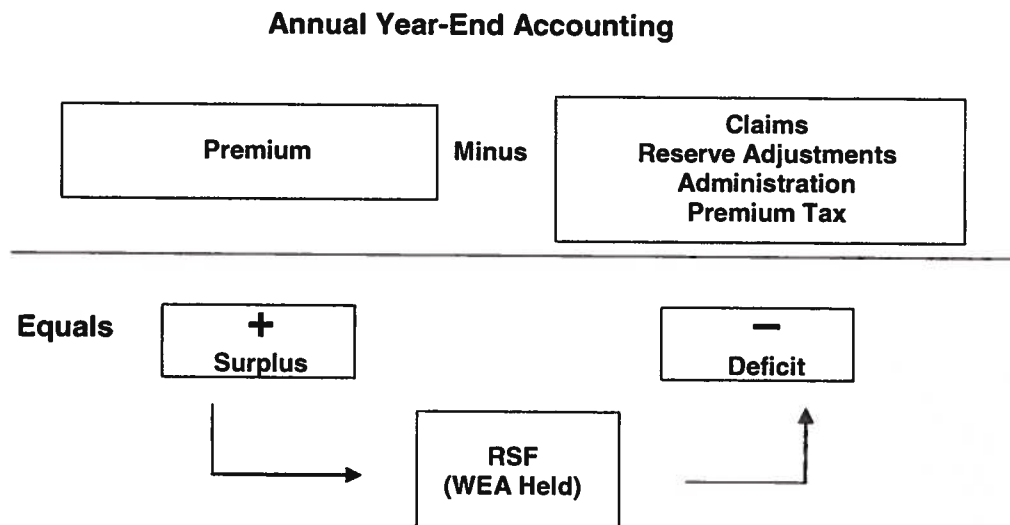 Annual Year-End Accounting
Premium
Minus
Claims
Reserve Adjustments
Administration
Premium Tax
Equals
+
Surplus
−
Deficit
RSF
(WEA Held)